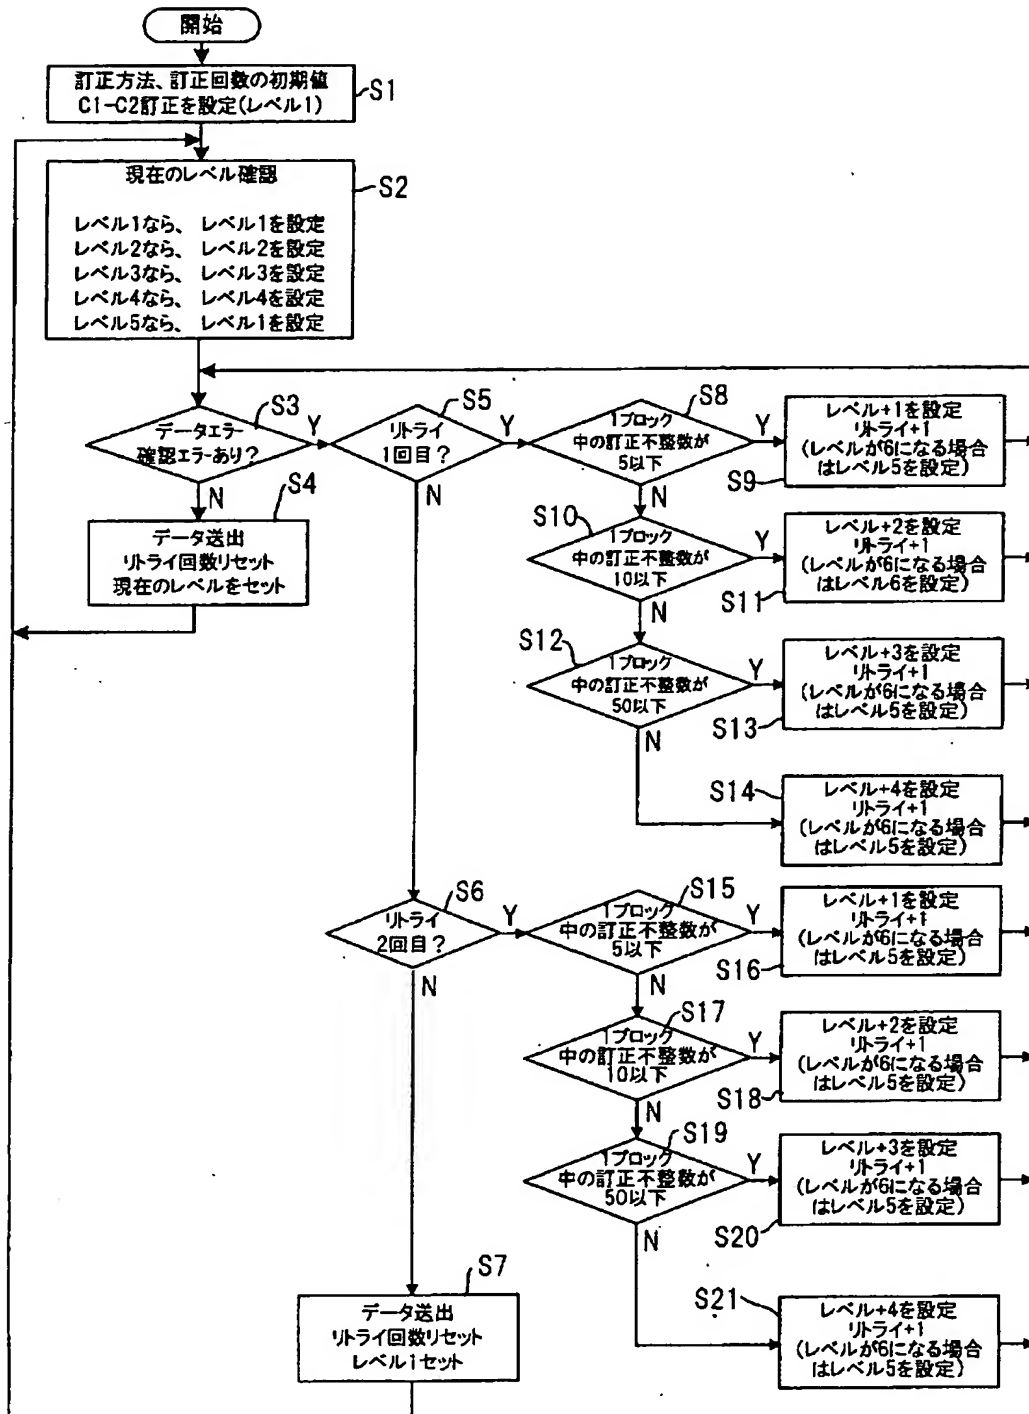 開始
訂正方法、訂正回数の初期値
C1-C2訂正を設定(レベル1)
S1
現在のレベル確認
S2
レベル1なら、 レベル1を設定
レベル2なら、 レベル2を設定
レベル3なら、 レベル3を設定
レベル4なら、 レベル4を設定
レベル5なら、 レベル1を設定
S3
データエラー
確認エラーあり?
Y
N
S4
データ送出
リトライ回数リセット
現在のレベルをセット
S5
リトライ
1回目?
Y
N
S8
1ブロック
中の訂正不整数が
5以下
Y
N
レベル+1を設定
リトライ+1
(レベルが6になる場合
はレベル5を設定)
S9
S10
1ブロック
中の訂正不整数が
10以下
Y
N
レベル+2を設定
リトライ+1
(レベルが6になる場合
はレベル6を設定)
S11
S12
1ブロック
中の訂正不整数が
50以下
Y
N
レベル+3を設定
リトライ+1
(レベルが6になる場合
はレベル5を設定)
S13
S14
レベル+4を設定
リトライ+1
(レベルが6になる場合
はレベル5を設定)
S6
リトライ
2回目?
Y
N
S15
1ブロック
中の訂正不整数が
5以下
Y
N
レベル+1を設定
リトライ+1
(レベルが6になる場合
はレベル5を設定)
S16
S17
1ブロック
中の訂正不整数が
10以下
Y
N
レベル+2を設定
リトライ+1
(レベルが6になる場合
はレベル5を設定)
S18
S19
1ブロック
中の訂正不整数が
50以下
Y
N
レベル+3を設定
リトライ+1
(レベルが6になる場合
はレベル5を設定)
S20
S21
レベル+4を設定
リトライ+1
(レベルが6になる場合
はレベル5を設定)
S7
データ送出
リトライ回数リセット
レベル1セット